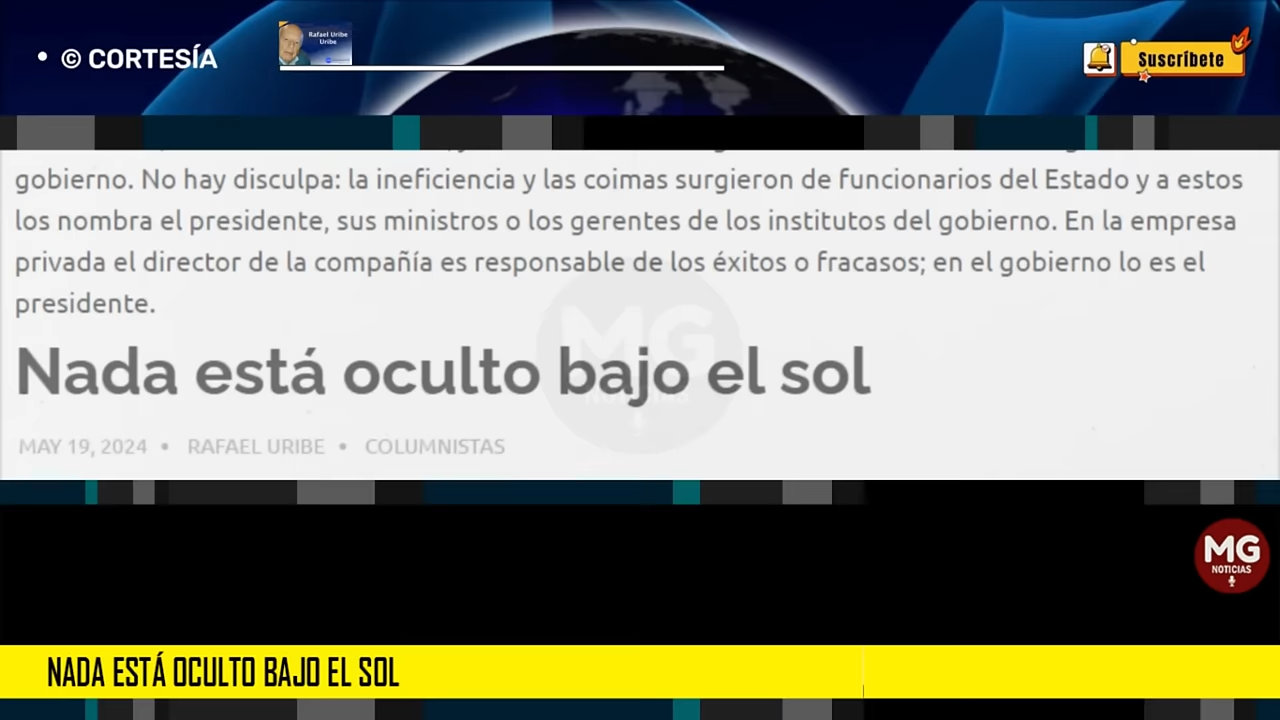 © CORTESÍA
Rafael Uribe
Uribe
Suscríbete
gobierno. No hay disculpa: la ineficiencia y las coimas surgieron de funcionarios del Estado y a estos
los nombra el presidente, sus ministros o los gerentes de los institutos del gobierno. En la empresa
privada el director de la compañía es responsable de los éxitos o fracasos; en el gobierno lo es el
presidente.
MG
NOTICIAS
Nada está oculto bajo el sol
MAY 19, 2024 • RAFAEL URIBE • COLUMNISTAS
MG
NOTICIAS
NADA ESTÁ OCULTO BAJO EL SOL